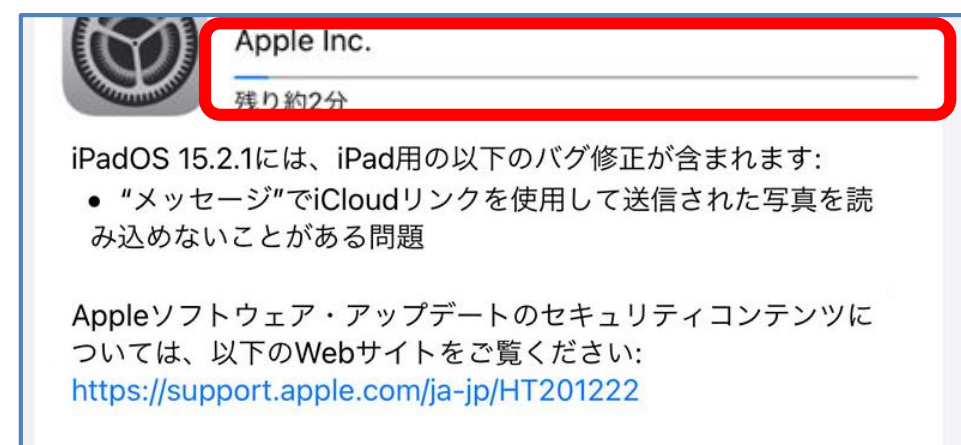 Apple Inc.
残り約2分
iPadOS 15.2.1には、iPad用の以下のバグ修正が含まれます:
• “メッセージ”でiCloudリンクを使用して送信された写真を読
み込めないことがある問題
Appleソフトウェア・アップデートのセキュリティコンテンツに
ついては、以下のWebサイトをご覧ください:
https://support.apple.com/ja-jp/HT201222